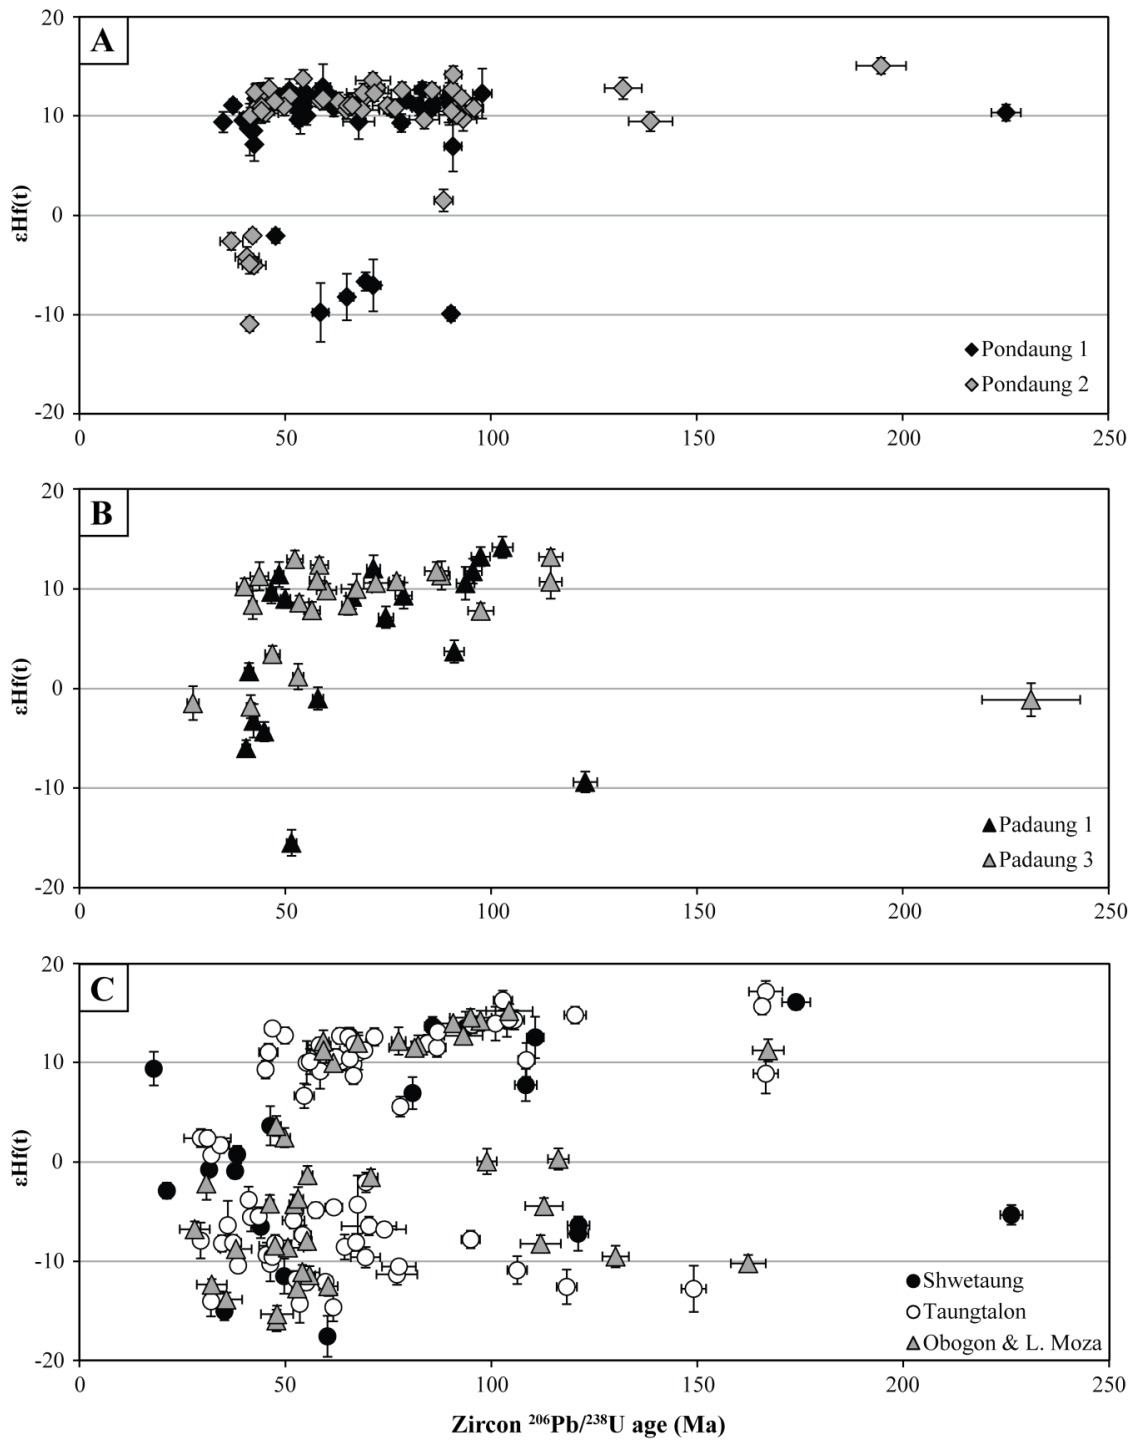 A
20
10
0
-10
-20
εHf(t)
Pondaung 1
Pondaung 2
0 50 100 150 200 250
B
20
10
0
-10
-20
εHf(t)
Padaung 1
Padaung 3
0 50 100 150 200 250
C
20
10
0
-10
-20
εHf(t)
Shwetaung
Taungtalon
Obogon & L. Moza
0 50 100 150 200 250
Zircon ²⁰⁶Pb/²³⁸U age (Ma)